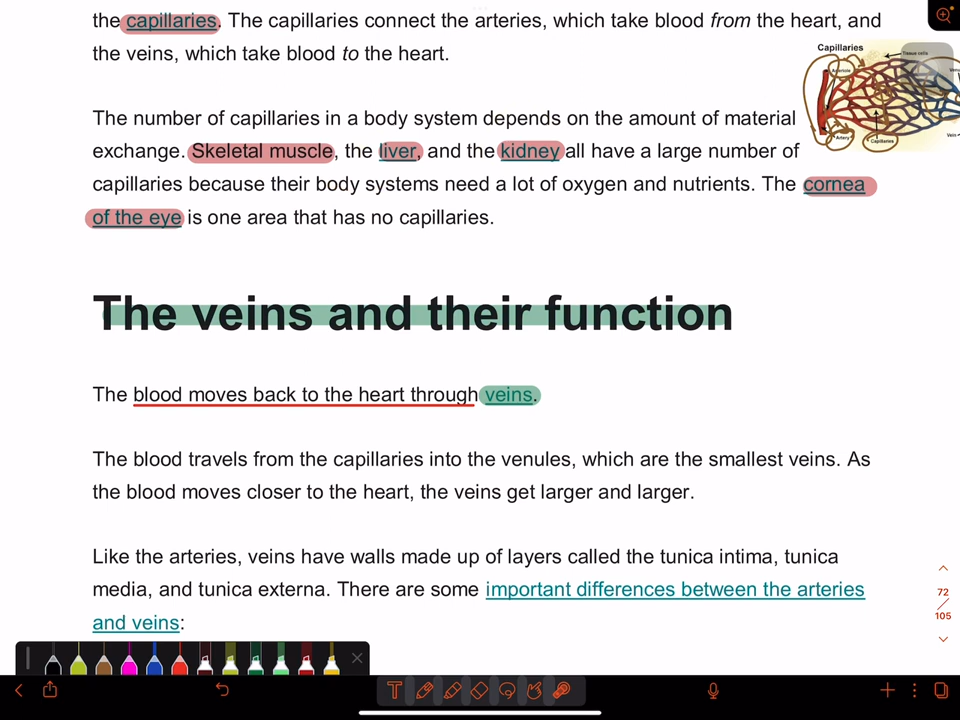 the capillaries. The capillaries connect the arteries, which take blood from the heart, and
the veins, which take blood to the heart.
Capillaries
Tissue cells
Arteriole
Artery
Capillaries
Vein
The number of capillaries in a body system depends on the amount of material
exchange. Skeletal muscle, the liver, and the kidney all have a large number of
capillaries because their body systems need a lot of oxygen and nutrients. The cornea
of the eye is one area that has no capillaries.
The veins and their function
The blood moves back to the heart through veins.
The blood travels from the capillaries into the venules, which are the smallest veins. As
the blood moves closer to the heart, the veins get larger and larger.
Like the arteries, veins have walls made up of layers called the tunica intima, tunica
media, and tunica externa. There are some important differences between the arteries
and veins:
72
105
T